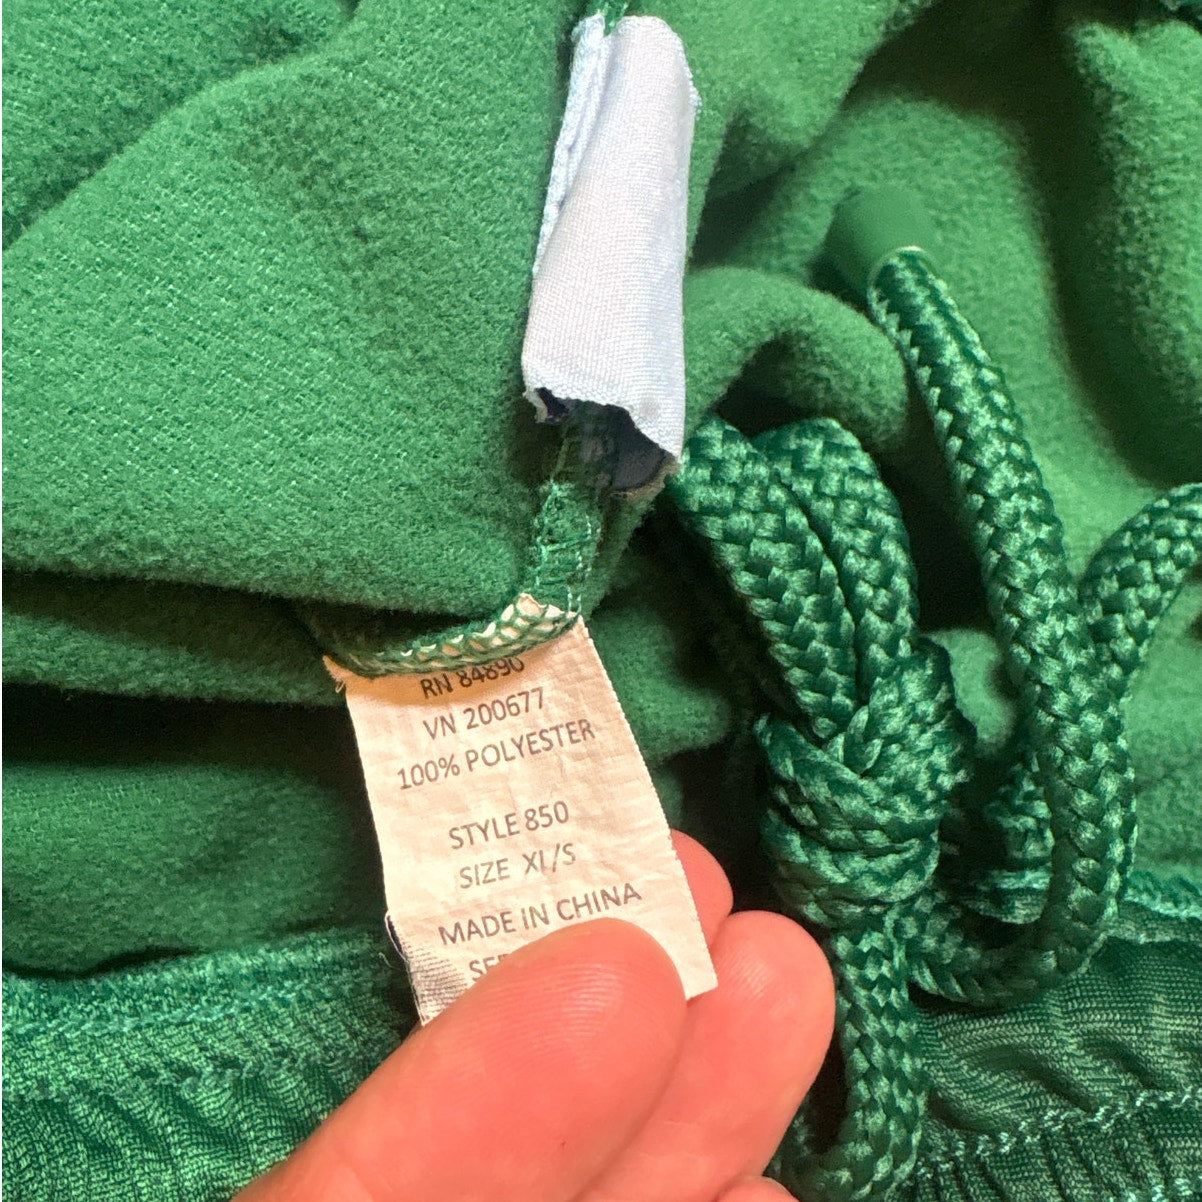 RN 84890
VN 200677
100% POLYESTER
STYLE 850
SIZE XL/S
MADE IN CHINA